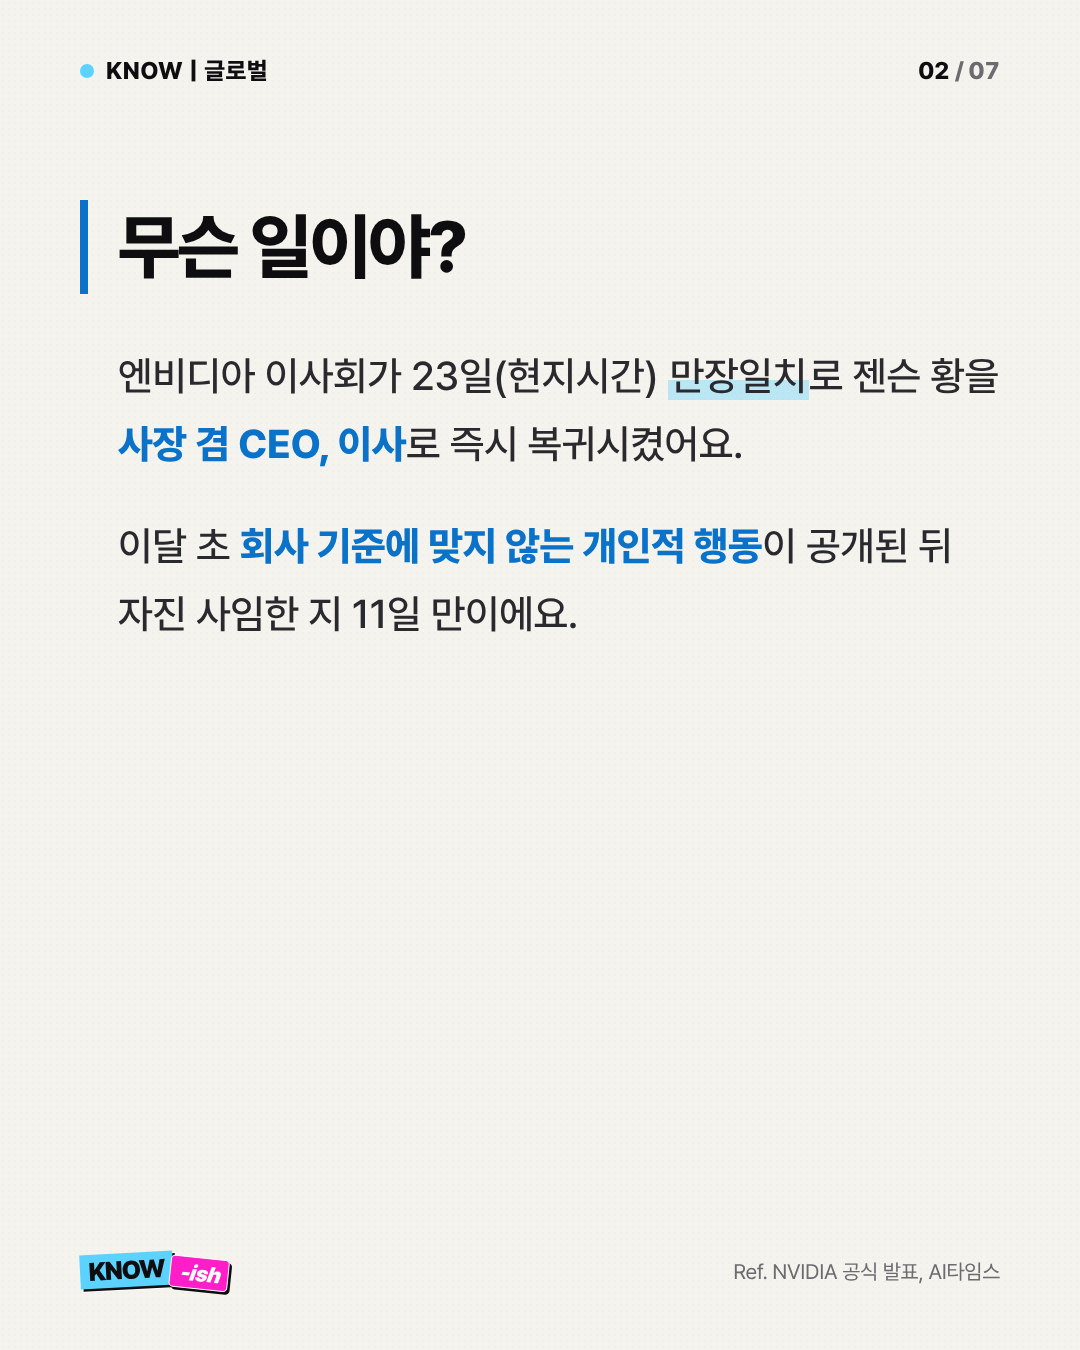 KNOW | 글로벌
02 / 07
무슨 일이야?
엔비디아 이사회가 23일(현지시간) 만장일치로 젠슨 황을
사장 겸 CEO, 이사로 즉시 복귀시켰어요.
이달 초 회사 기준에 맞지 않는 개인적 행동이 공개된 뒤
자진 사임한 지 11일 만이에요.
KNOW -ish
Ref. NVIDIA 공식 발표, AI타임스